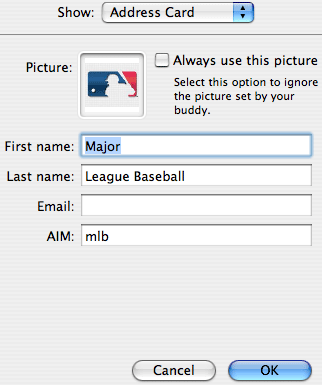 Show: Address Card
Picture:
Always use this picture
Select this option to ignore
the picture set by your
buddy.
First name: Major
Last name: League Baseball
Email:
AIM: mlb
Cancel OK